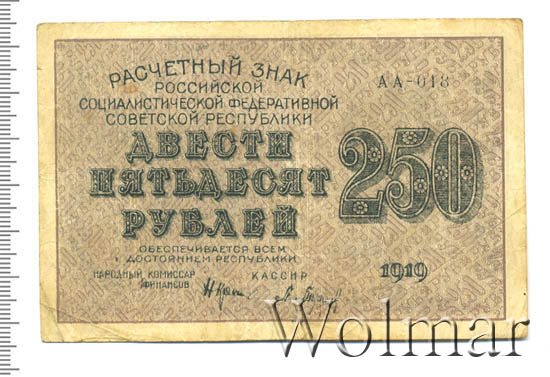 РАСЧЕТНЫЙ ЗНАК
РОССИЙСКОЙ
СОЦИАЛИСТИЧЕСКОЙ ФЕДЕРАТИВНОЙ
СОВЕТСКОЙ РЕСПУБЛИКИ
АА-018
ДВЕСТИ
ПЯТЬДЕСЯТ
РУБЛЕЙ
250
ОБЕСПЕЧИВАЕТСЯ ВСЕМ
ДОСТОЯНИЕМ РЕСПУБЛИКИ
НАРОДНЫЙ КОМИССАР
ФИНАНСОВ
КАССИР
1919
Wolmar